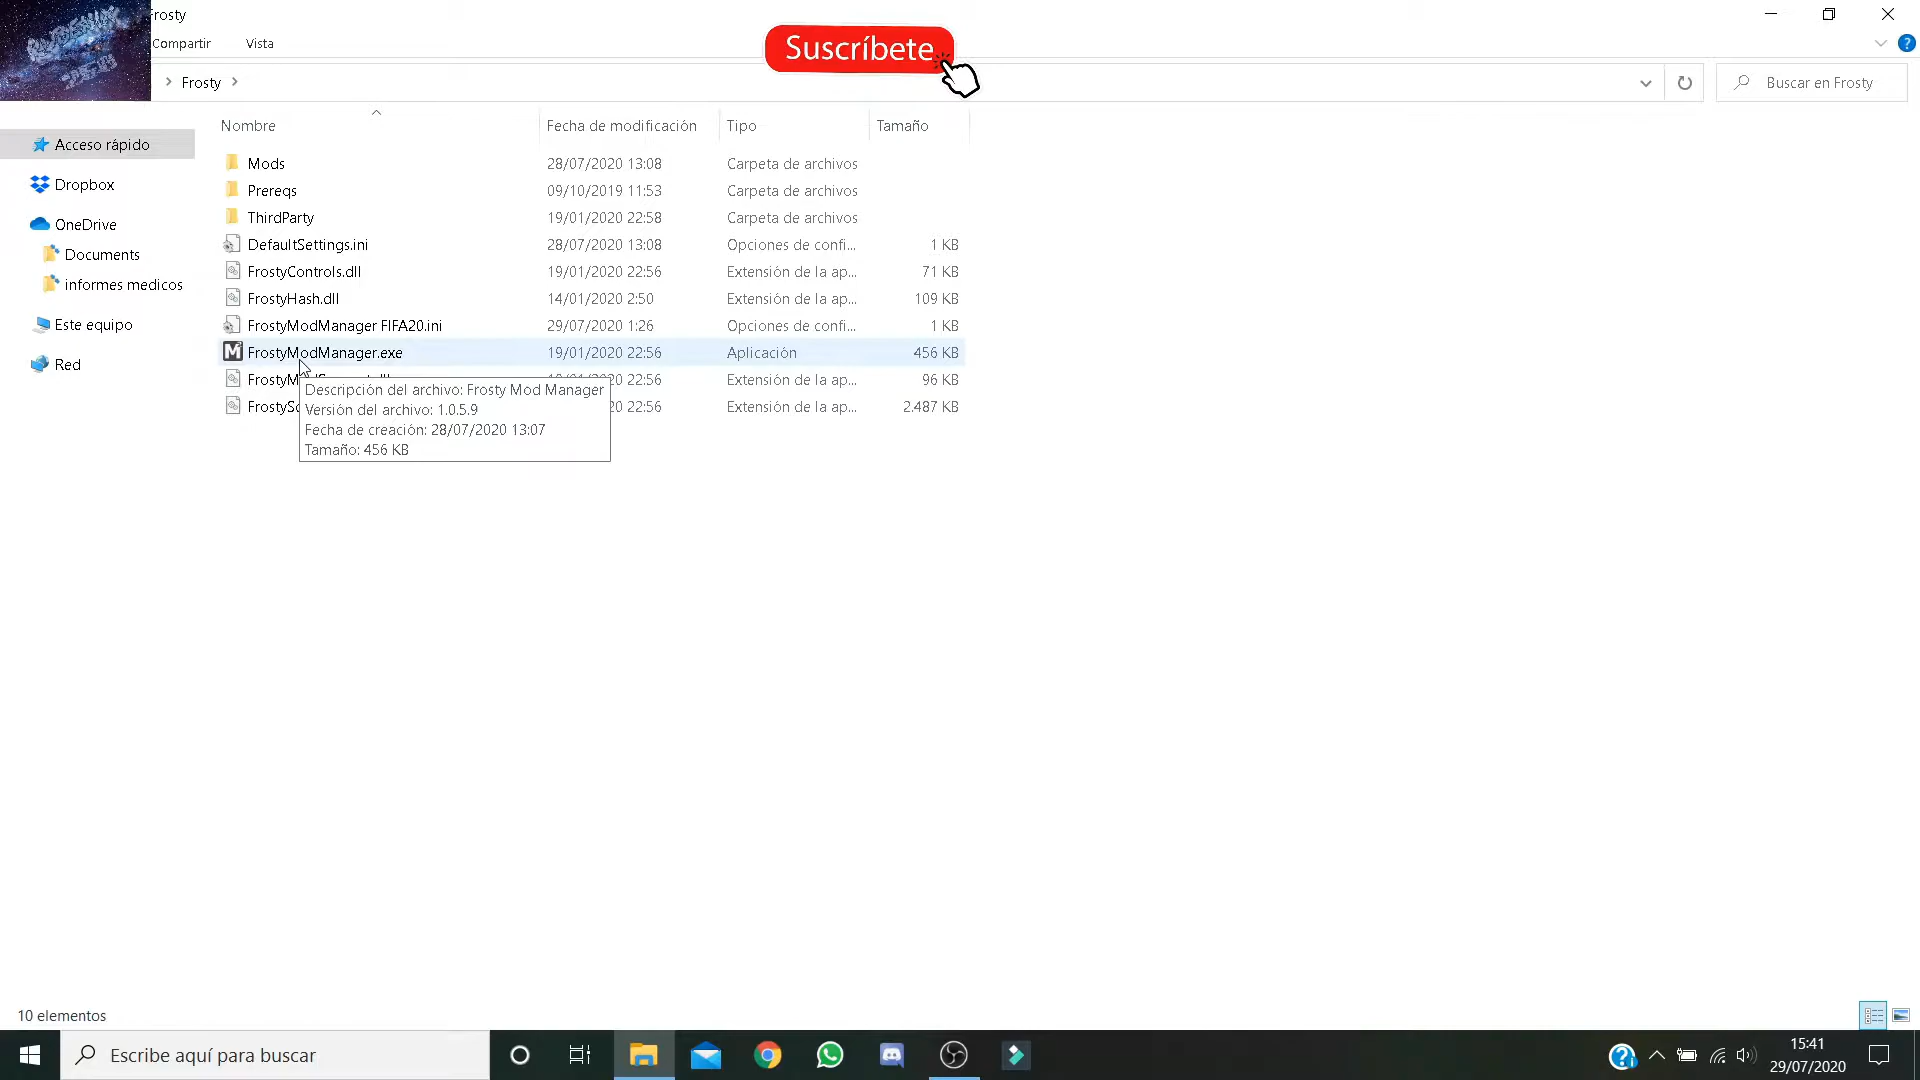 Frosty
Compartir Vista
Suscríbete
Frosty
Buscar en Frosty
Nombre Fecha de modificación Tipo Tamaño
Acceso rápido
Dropbox
OneDrive
Documents
informes medicos
Este equipo
Red
Mods 28/07/2020 13:08 Carpeta de archivos
Prereqs 09/10/2019 11:53 Carpeta de archivos
ThirdParty 19/01/2020 22:58 Carpeta de archivos
DefaultSettings.ini 28/07/2020 13:08 Opciones de confi... 1 KB
FrostyControls.dll 19/01/2020 22:56 Extensión de la ap... 71 KB
FrostyHash.dll 14/01/2020 2:50 Extensión de la ap... 109 KB
FrostyModManager FIFA20.ini 29/07/2020 1:26 Opciones de confi... 1 KB
FrostyModManager.exe 19/01/2020 22:56 Aplicación 456 KB
22:56 Extensión de la ap... 96 KB
22:56 Extensión de la ap... 2.487 KB
Descripción del archivo: Frosty Mod Manager
Versión del archivo: 1.0.5.9
Fecha de creación: 28/07/2020 13:07
Tamaño: 456 KB
10 elementos
Escribe aquí para buscar
15:41
29/07/2020